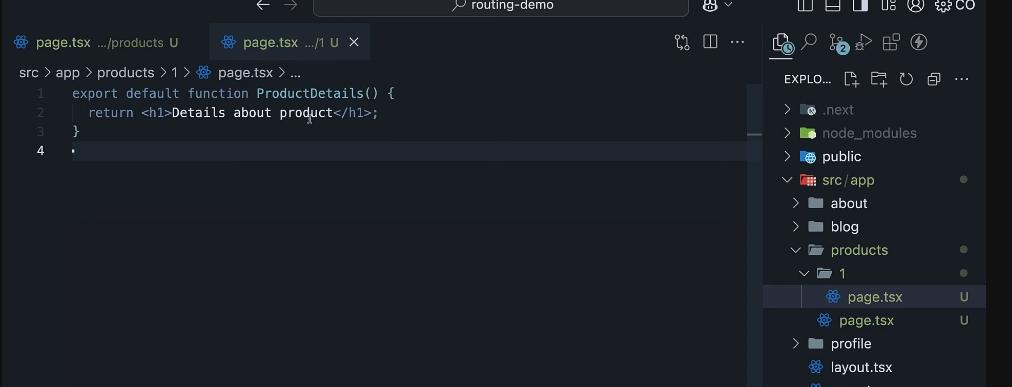 routing-demo
CO
page.tsx .../products U
page.tsx .../1 U
src > app > products > 1 > page.tsx > ...
1 export default function ProductDetails() {
2 return <h1>Details about product</h1>;
3 }
4
2
EXPLO...
.next
node_modules
public
src/app
about
blog
products
1
page.tsx U
page.tsx U
profile
layout.tsx